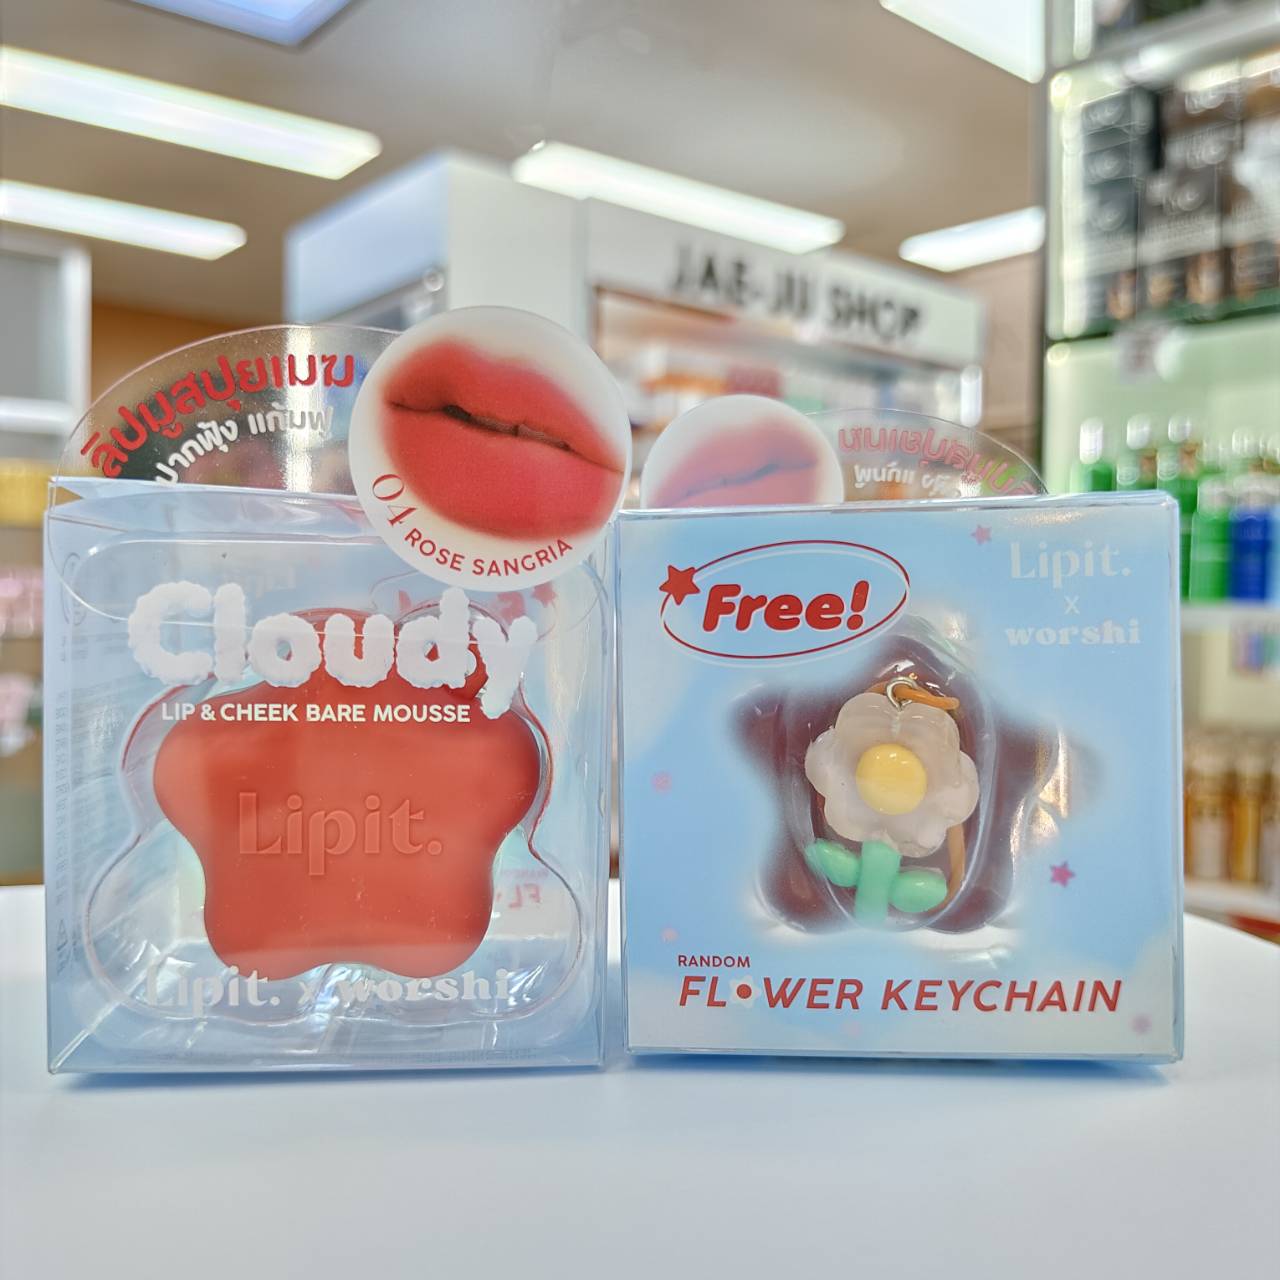 JAE-JU SHOP
ลิปมูสปุยเมฆ
ปากฟุ้ง แก้มฟู
04 ROSE SANGRIA
Cloudy
LIP & CHEEK BARE MOUSSE
Lipit.
Lipit. x worshi
Free!
Lipit.
x
worshi
RANDOM
FLOWER KEYCHAIN